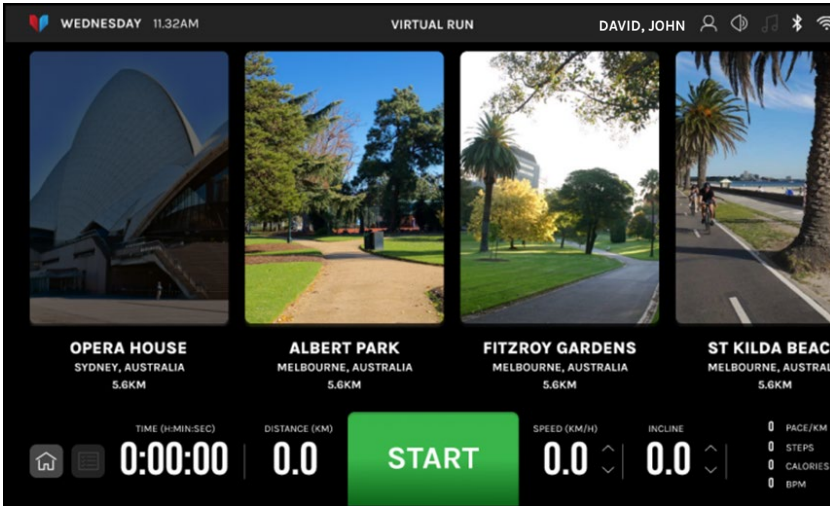 WEDNESDAY 11.32AM VIRTUAL RUN DAVID, JOHN
OPERA HOUSE
SYDNEY, AUSTRALIA
5.6KM
ALBERT PARK
MELBOURNE, AUSTRALIA
5.6KM
FITZROY GARDENS
MELBOURNE, AUSTRALIA
5.6KM
ST KILDA BEAC
MELBOURNE, AUSTRAL
5.6KM
TIME (H:MIN:SEC)
0:00:00
DISTANCE (KM)
0.0
START
SPEED (KM/H)
0.0
INCLINE
0.0
0 PACE/KM
0 STEPS
0 CALORIES
0 BPM